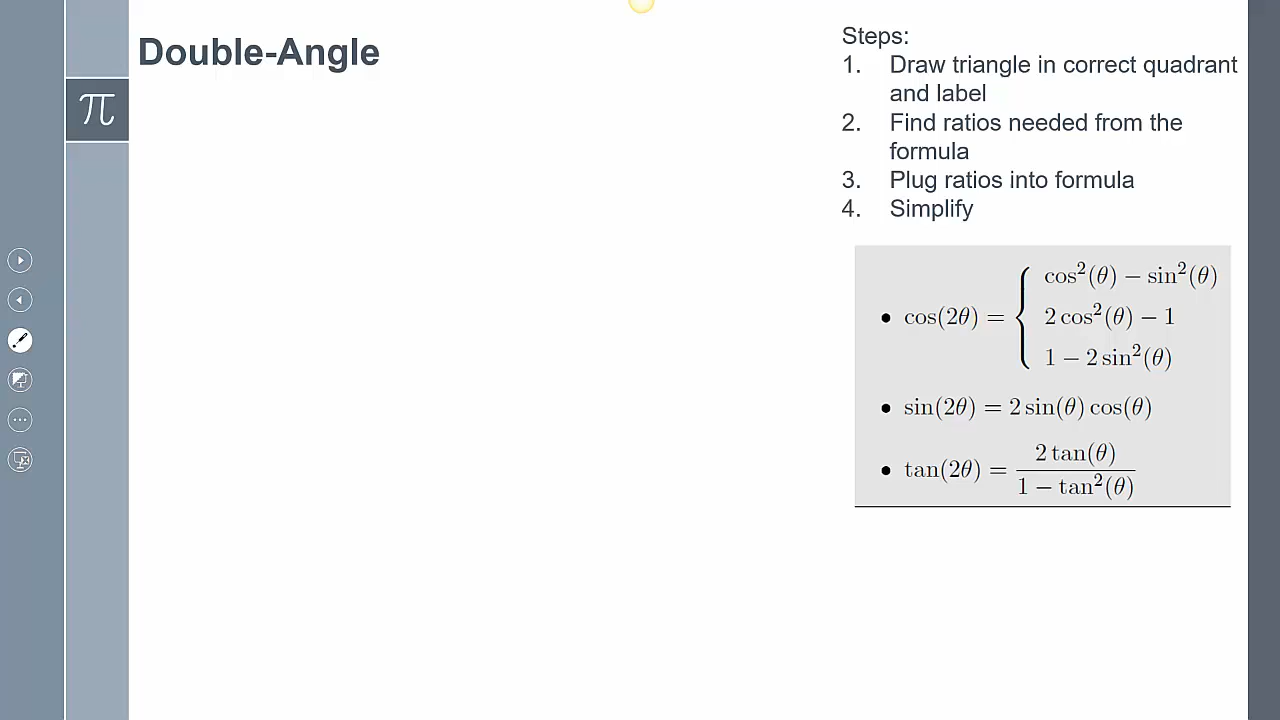 Double-Angle
π
Steps:
1. Draw triangle in correct quadrant
and label
2. Find ratios needed from the
formula
3. Plug ratios into formula
4. Simplify
• cos(2θ) = { cos²(θ) − sin²(θ)
2 cos²(θ) − 1
1 − 2 sin²(θ)
• sin(2θ) = 2 sin(θ) cos(θ)
• tan(2θ) = 2 tan(θ) / 1 − tan²(θ)